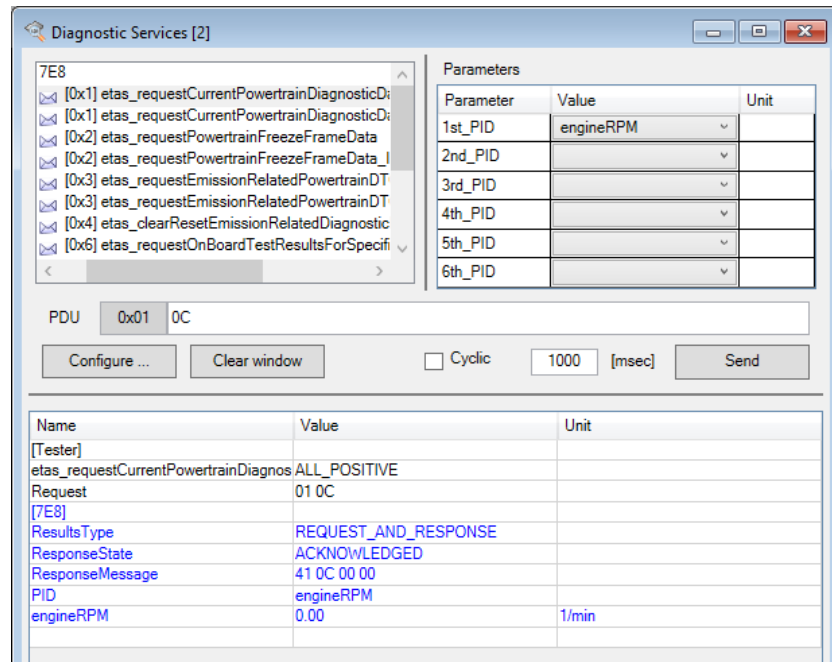 Diagnostic Services [2]
7E8
[0x1] etas_requestCurrentPowertrainDiagnosticDa
[0x1] etas_requestCurrentPowertrainDiagnosticDa
[0x2] etas_requestPowertrainFreezeFrameData
[0x2] etas_requestPowertrainFreezeFrameData_I
[0x3] etas_requestEmissionRelatedPowertrainDT
[0x3] etas_requestEmissionRelatedPowertrainDT
[0x4] etas_clearResetEmissionRelatedDiagnostic
[0x6] etas_requestOnBoardTestResultsForSpecifi
Parameters
Parameter Value Unit
1st_PID engineRPM
2nd_PID
3rd_PID
4th_PID
5th_PID
6th_PID
PDU 0x01 0C
Configure ... Clear window Cyclic 1000 [msec] Send
Name Value Unit
[Tester]
etas_requestCurrentPowertrainDiagnos ALL_POSITIVE
Request 01 0C
[7E8]
ResultsType REQUEST_AND_RESPONSE
ResponseState ACKNOWLEDGED
ResponseMessage 41 0C 00 00
PID engineRPM
engineRPM 0.00 1/min